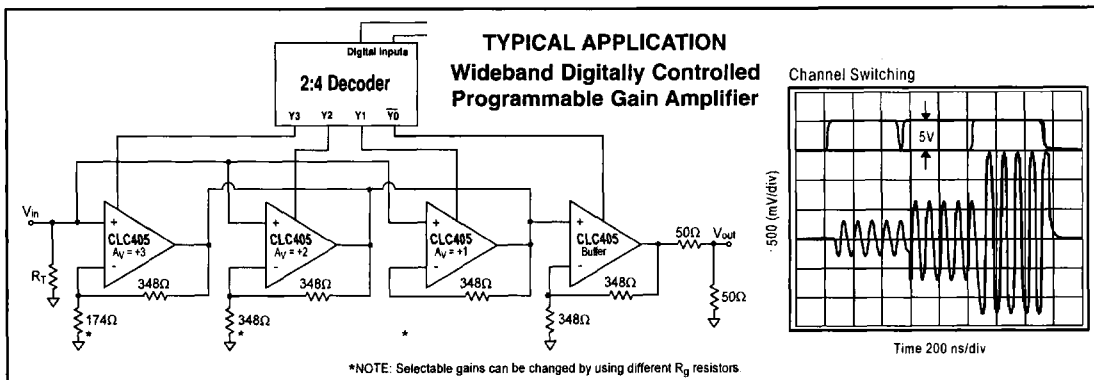 TYPICAL APPLICATION
Wideband Digitally Controlled
Programmable Gain Amplifier
Digital Inputs
2:4 Decoder
Y3 Y2 Y1 Y0
Vin
RT
+
CLC405
AV = +3
-
348Ω
174Ω
*
+
CLC405
AV = +2
-
348Ω
348Ω
*
+
CLC405
AV = +1
-
348Ω
*
+
CLC405
Buffer
-
348Ω
348Ω
50Ω
Vout
50Ω
*NOTE: Selectable gains can be changed by using different Rg resistors
Channel Switching
5V
500 (mV/div)
Time 200 ns/div